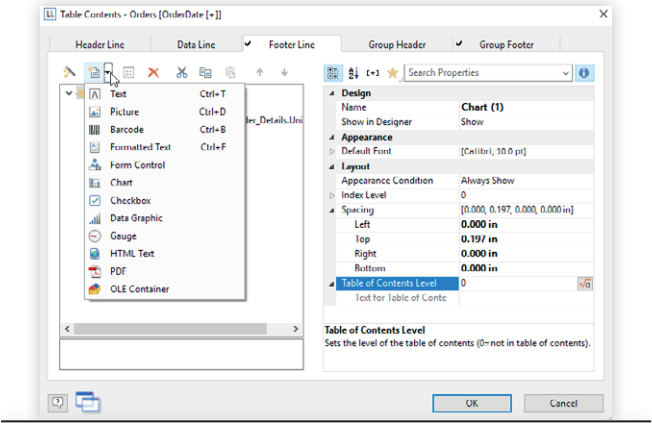 Table Contents - Orders [OrderDate [+]]
Header Line
Data Line
Footer Line
Group Header
Group Footer
Search Properties
Text Ctrl+T
Picture Ctrl+D
Barcode Ctrl+B
Formatted Text Ctrl+F
Form Control
Chart
Checkbox
Data Graphic
Gauge
HTML Text
PDF
OLE Container
der_Details.Uni
Design
Name Chart (1)
Show in Designer Show
Appearance
Default Font [Calibri, 10.0 pt]
Layout
Appearance Condition Always Show
Index Level 0
Spacing [0.000, 0.197, 0.000, 0.000 in]
Left 0.000 in
Top 0.197 in
Right 0.000 in
Bottom 0.000 in
Table of Contents Level 0
Text for Table of Conte
Table of Contents Level
Sets the level of the table of contents (0=not in table of contents).
OK
Cancel